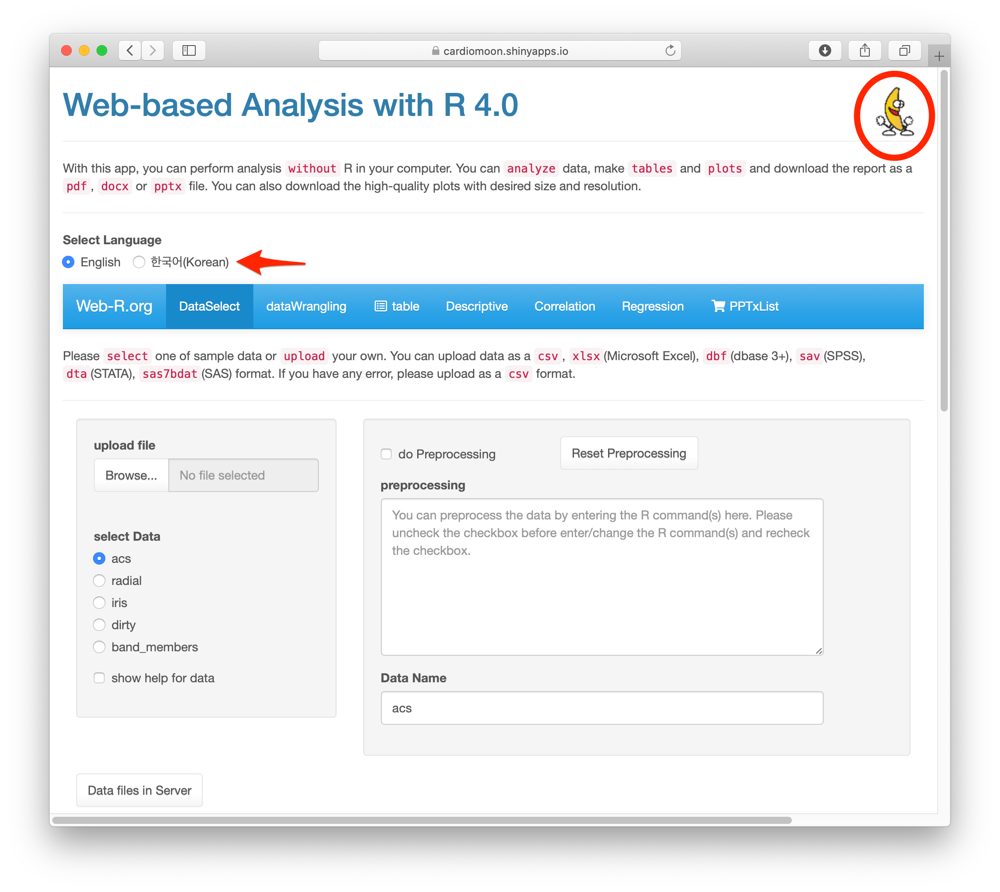 cardiomoon.shinyapps.io
Web-based Analysis with R 4.0
With this app, you can perform analysis without R in your computer. You can analyze data, make tables and plots and download the report as a
pdf, docx or pptx file. You can also download the high-quality plots with desired size and resolution.
Select Language
English 한국어(Korean)
Web-R.org DataSelect dataWrangling table Descriptive Correlation Regression PPTxList
Please select one of sample data or upload your own. You can upload data as a csv, xlsx(Microsoft Excel), dbf(dbase 3+), sav(SPSS),
dta(STATA), sas7bdat(SAS) format. If you have any error, please upload as a csv format.
upload file
Browse... No file selected
select Data
acs
radial
iris
dirty
band_members
show help for data
do Preprocessing Reset Preprocessing
preprocessing
You can preprocess the data by entering the R command(s) here. Please
uncheck the checkbox before enter/change the R command(s) and recheck
the checkbox.
Data Name
acs
Data files in Server